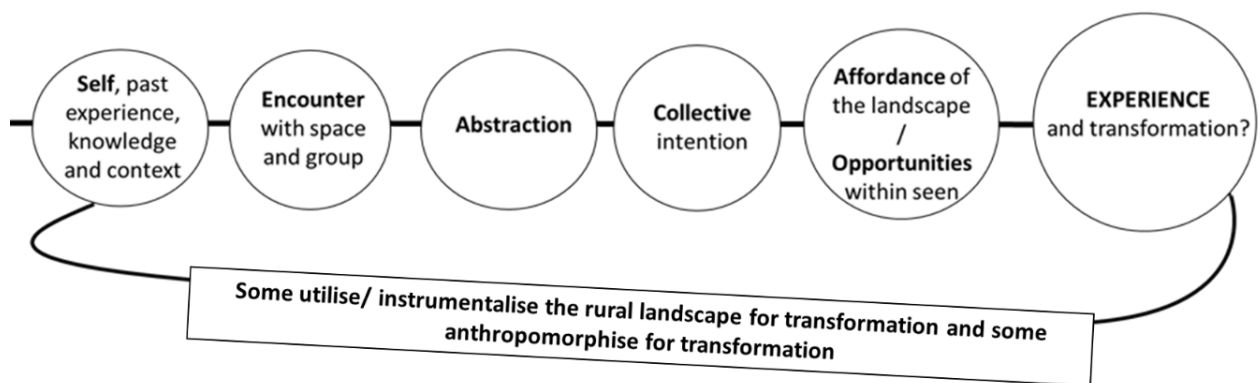 Self, past
experience,
knowledge
and context
Encounter
with space
and group
Abstraction
Collective
intention
Affordance of
the landscape
/
Opportunities
within seen
EXPERIENCE
and transformation?
Some utilise/ instrumentalise the rural landscape for transformation and some
anthropomorphise for transformation